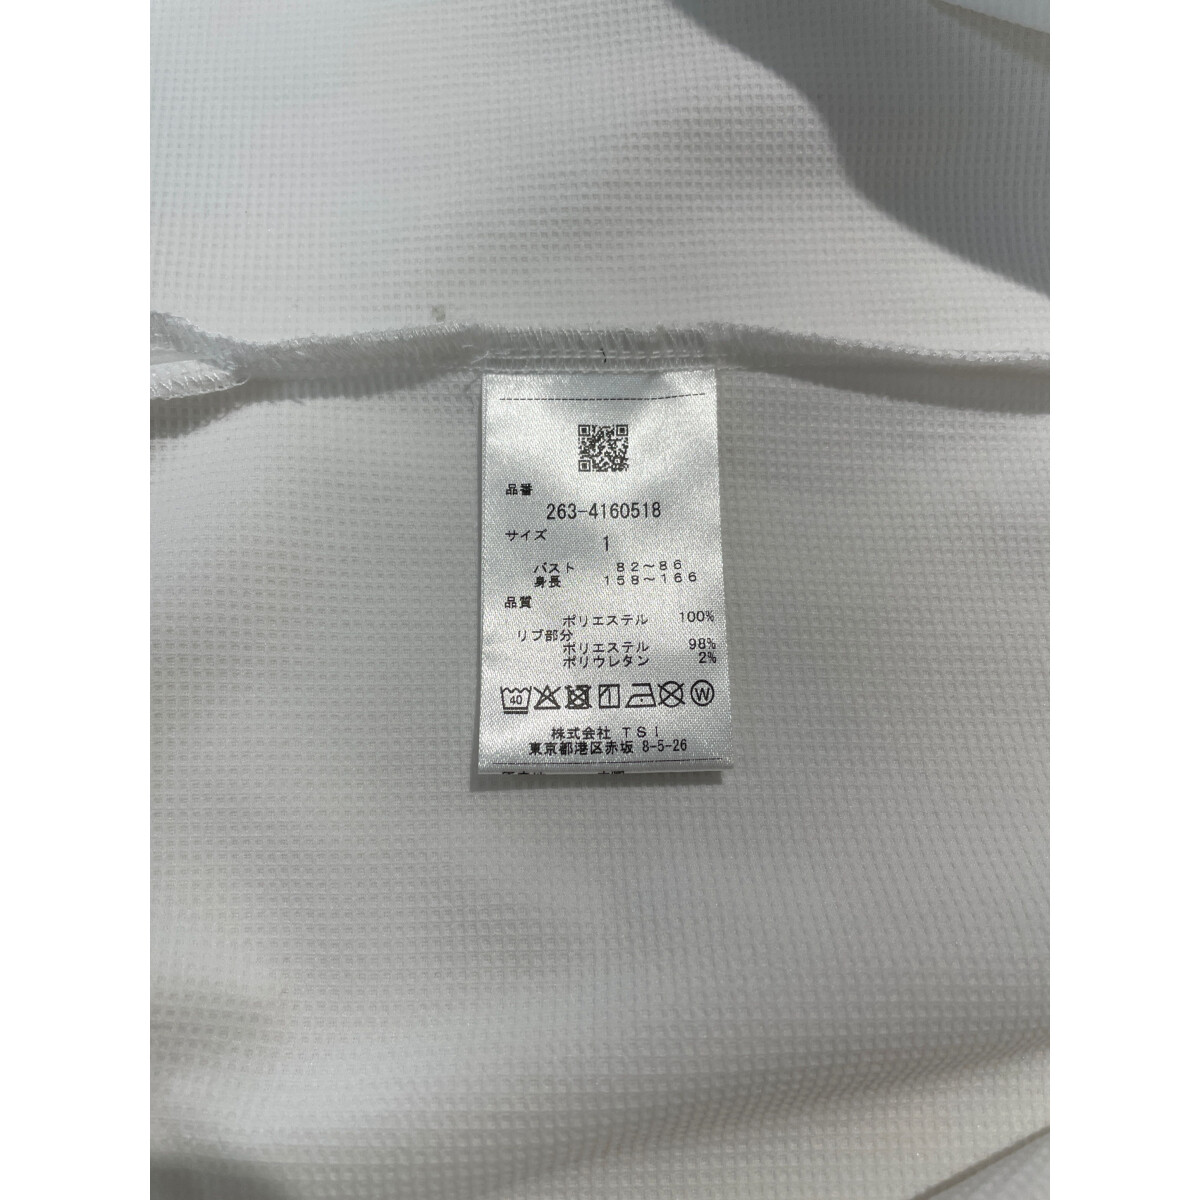 品番
263-4160518
サイズ
1
バスト 82～86
身長 158～166
品質
ポリエステル 100%
リブ部分
ポリエステル 98%
ポリウレタン 2%
40 W
株式会社 TSI
東京都港区赤坂 8-5-26